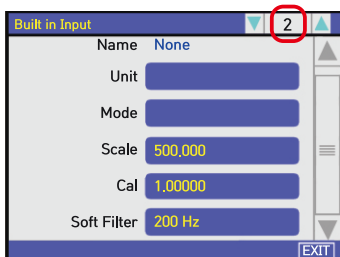 Built in Input 2
Name None
Unit
Mode
Scale 500,000
Cal 1.00000
Soft Filter 200 Hz
EXIT